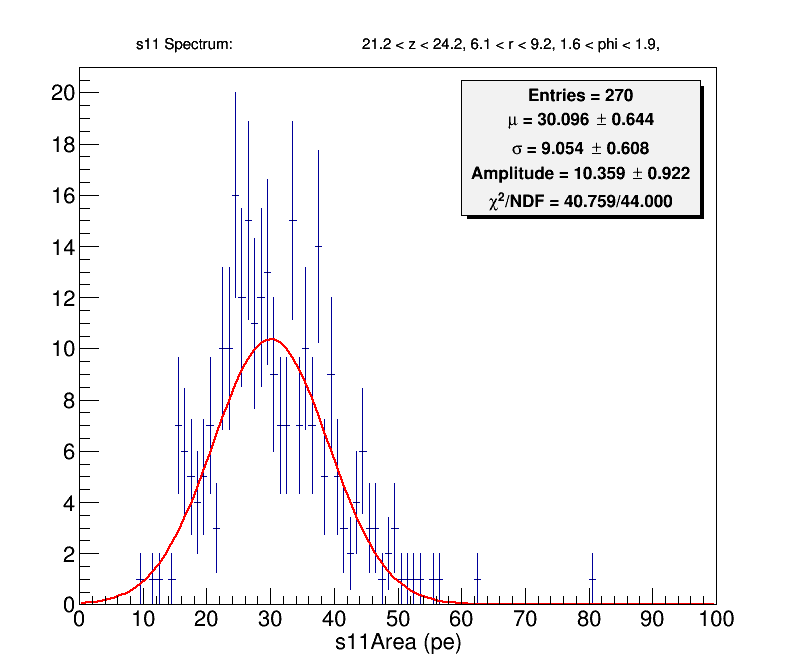 s11 Spectrum: 21.2 < z < 24.2, 6.1 < r < 9.2, 1.6 < phi < 1.9,
Entries = 270
μ = 30.096 ± 0.644
σ = 9.054 ± 0.608
Amplitude = 10.359 ± 0.922
χ²/NDF = 40.759/44.000
20
18
16
14
12
10
8
6
4
2
0
0 10 20 30 40 50 60 70 80 90 100
s11Area (pe)